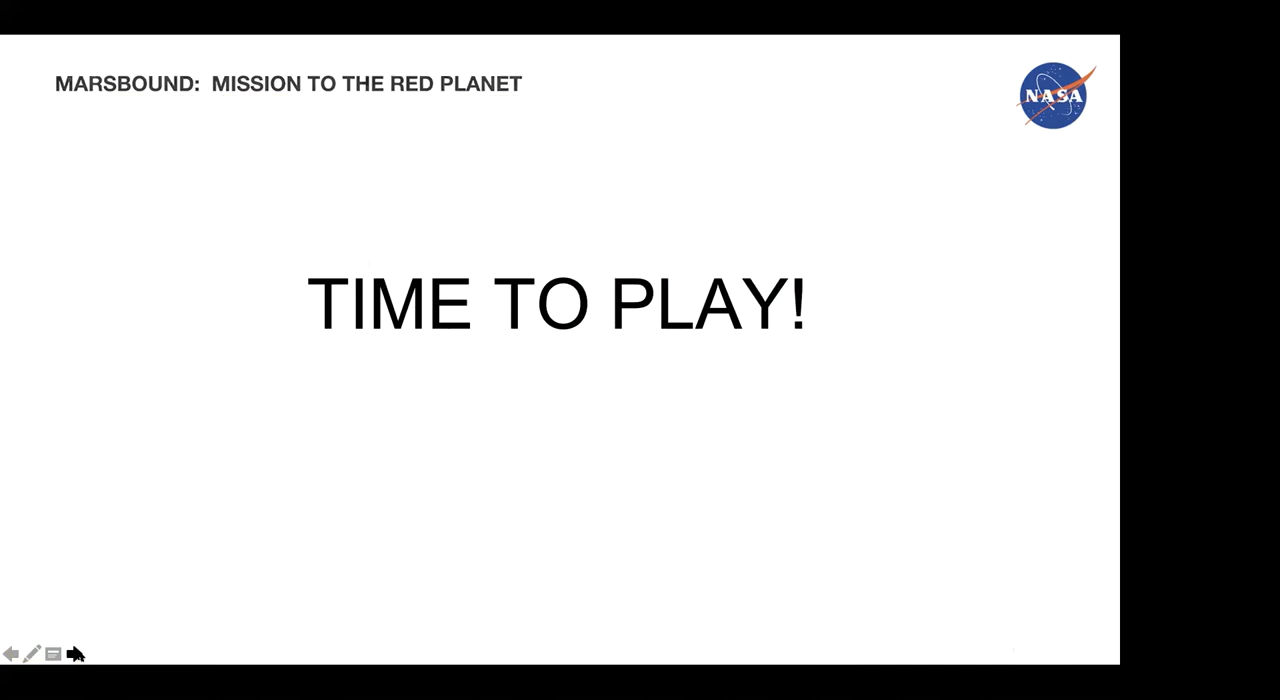 MARSBOUND:  MISSION TO THE RED PLANET
NASA
TIME TO PLAY!